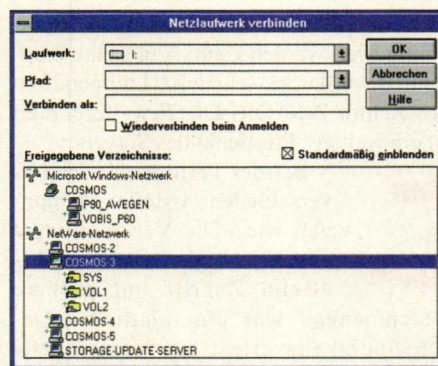 Netzlaufwerk verbinden
Laufwerk: I:
OK
Pfad:
Abbrechen
Verbinden als:
Hilfe
Wiederverbinden beim Anmelden
Freigegebene Verzeichnisse: Standardmäßig einblenden
Microsoft Windows-Netzwerk
COSMOS
P90_AWEGEN
VOBIS_P60
NetWare-Netzwerk
COSMOS-2
COSMOS-3
SYS
VOL1
VOL2
COSMOS-4
COSMOS-5
STORAGE-UPDATE-SERVER